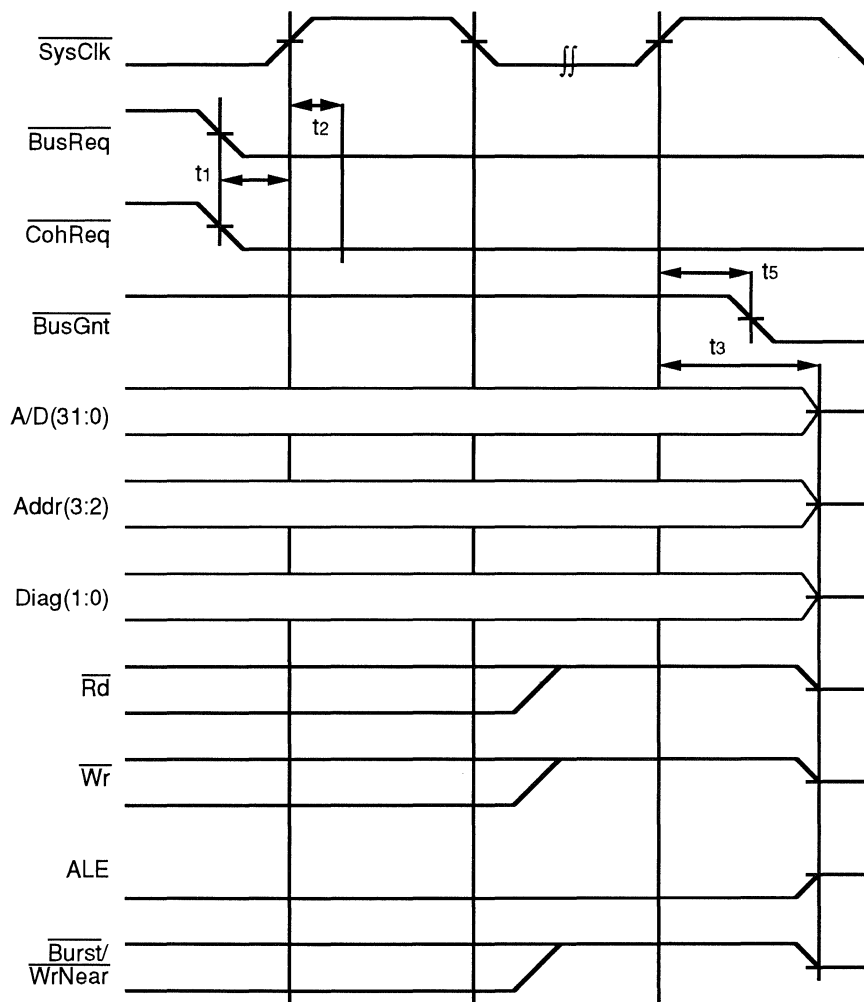 SysClk
t2
BusReq
t1
CohReq
t5
BusGnt
t3
A/D(31:0)
Addr(3:2)
Diag(1:0)
Rd
Wr
ALE
Burst/
WrNear